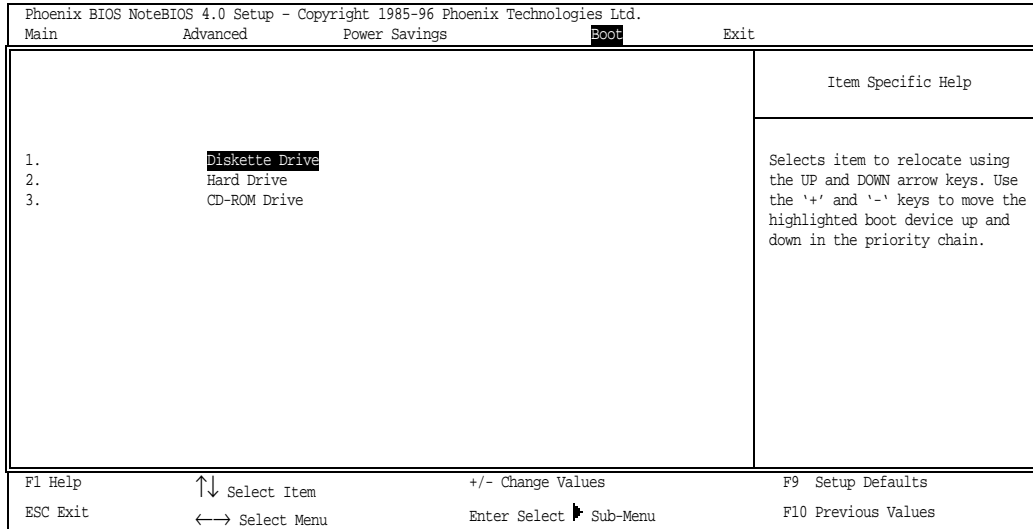 Phoenix BIOS NoteBIOS 4.0 Setup – Copyright 1985-96 Phoenix Technologies Ltd.
Main Advanced Power Savings Boot Exit
Item Specific Help
1. Diskette Drive
2. Hard Drive
3. CD-ROM Drive
Selects item to relocate using
the UP and DOWN arrow keys. Use
the ‘+’ and ‘-‘ keys to move the
highlighted boot device up and
down in the priority chain.
F1 Help ↑↓ Select Item +/- Change Values F9 Setup Defaults
ESC Exit ←→ Select Menu Enter Select Sub-Menu F10 Previous Values